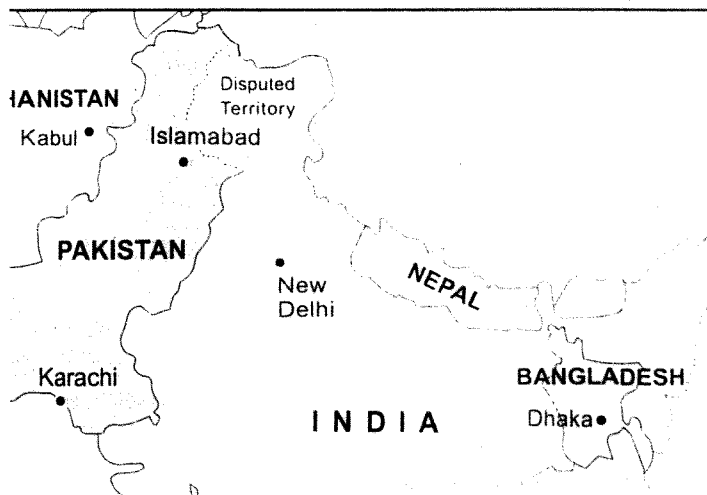 Disputed
Territory
HANISTAN
Kabul
Islamabad
PAKISTAN
New
Delhi
NEPAL
Karachi
BANGLADESH
INDIA
Dhaka